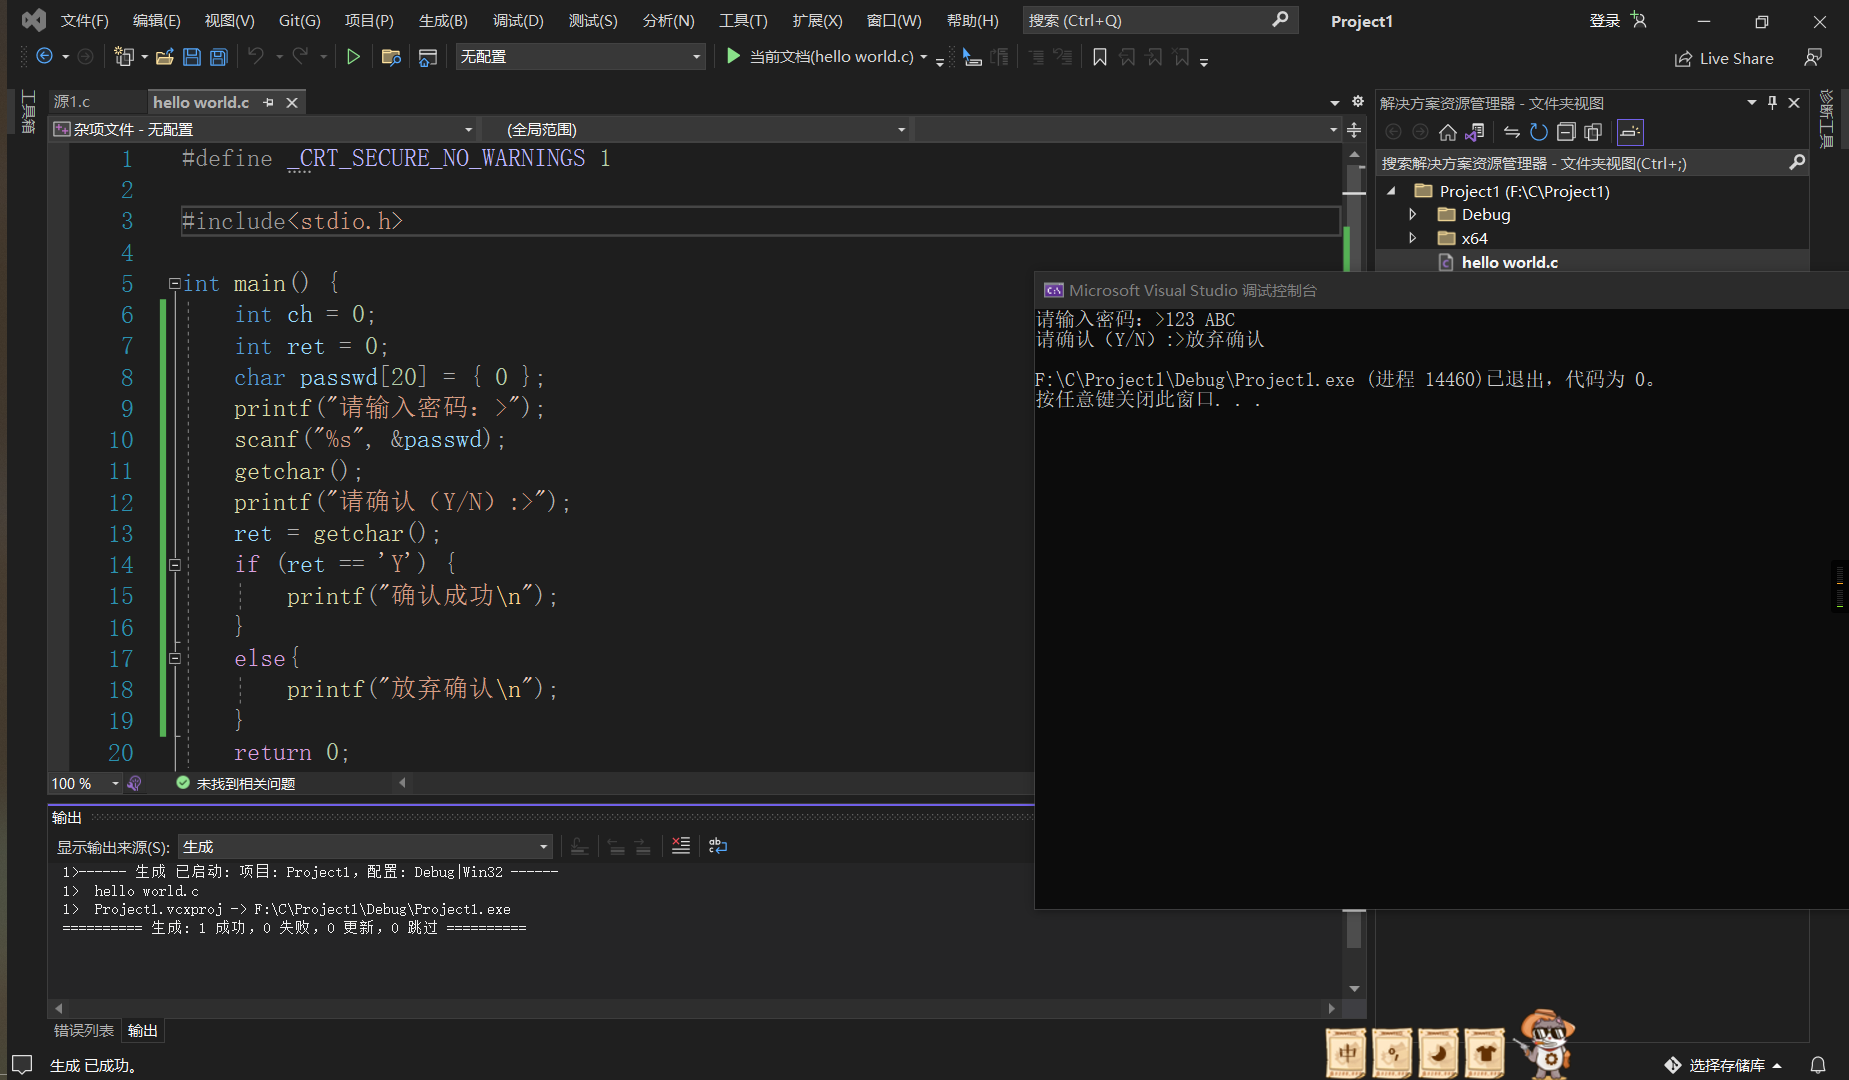 文件(F) 编辑(E) 视图(V) Git(G) 项目(P) 生成(B) 调试(D) 测试(S) 分析(N) 工具(T) 扩展(X) 窗口(W) 帮助(H) 搜索 (Ctrl+Q) Project1 登录
无配置 当前文档(hello world.c) Live Share
工具箱
源1.c hello world.c
杂项文件 - 无配置 (全局范围)
1 #define _CRT_SECURE_NO_WARNINGS 1
2
3 #include<stdio.h>
4
5 int main() {
6 int ch = 0;
7 int ret = 0;
8 char passwd[20] = { 0 };
9 printf("请输入密码：>");
10 scanf("%s", &passwd);
11 getchar();
12 printf("请确认（Y/N）:>");
13 ret = getchar();
14 if (ret == 'Y') {
15 printf("确认成功\n");
16 }
17 else{
18 printf("放弃确认\n");
19 }
20 return 0;
100 % 未找到相关问题
解决方案资源管理器 - 文件夹视图
搜索解决方案资源管理器 - 文件夹视图(Ctrl+;)
Project1 (F:\C\Project1)
Debug
x64
hello world.c
诊断工具
Microsoft Visual Studio 调试控制台
请输入密码：>123 ABC
请确认（Y/N）:>放弃确认
F:\C\Project1\Debug\Project1.exe (进程 14460)已退出，代码为 0。
按任意键关闭此窗口. . .
输出
显示输出来源(S): 生成
1>------ 生成 已启动: 项目: Project1, 配置: Debug|Win32 ------
1> hello world.c
1> Project1.vcxproj -> F:\C\Project1\Debug\Project1.exe
========== 生成: 1 成功，0 失败，0 更新，0 跳过 ==========
错误列表 输出
中
生成 已成功。 选择存储库